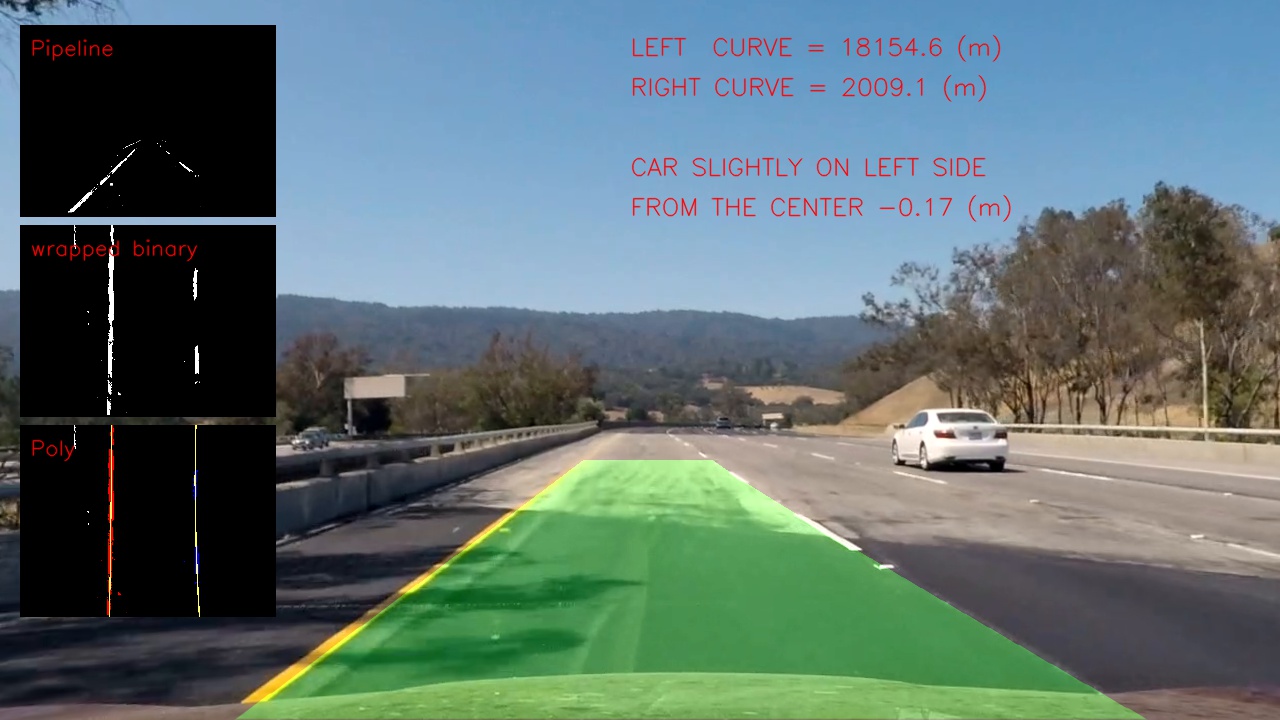 Pipeline
wrapped binary
Poly
LEFT CURVE = 18154.6 (m)
RIGHT CURVE = 2009.1 (m)
CAR SLIGHTLY ON LEFT SIDE
FROM THE CENTER -0.17 (m)